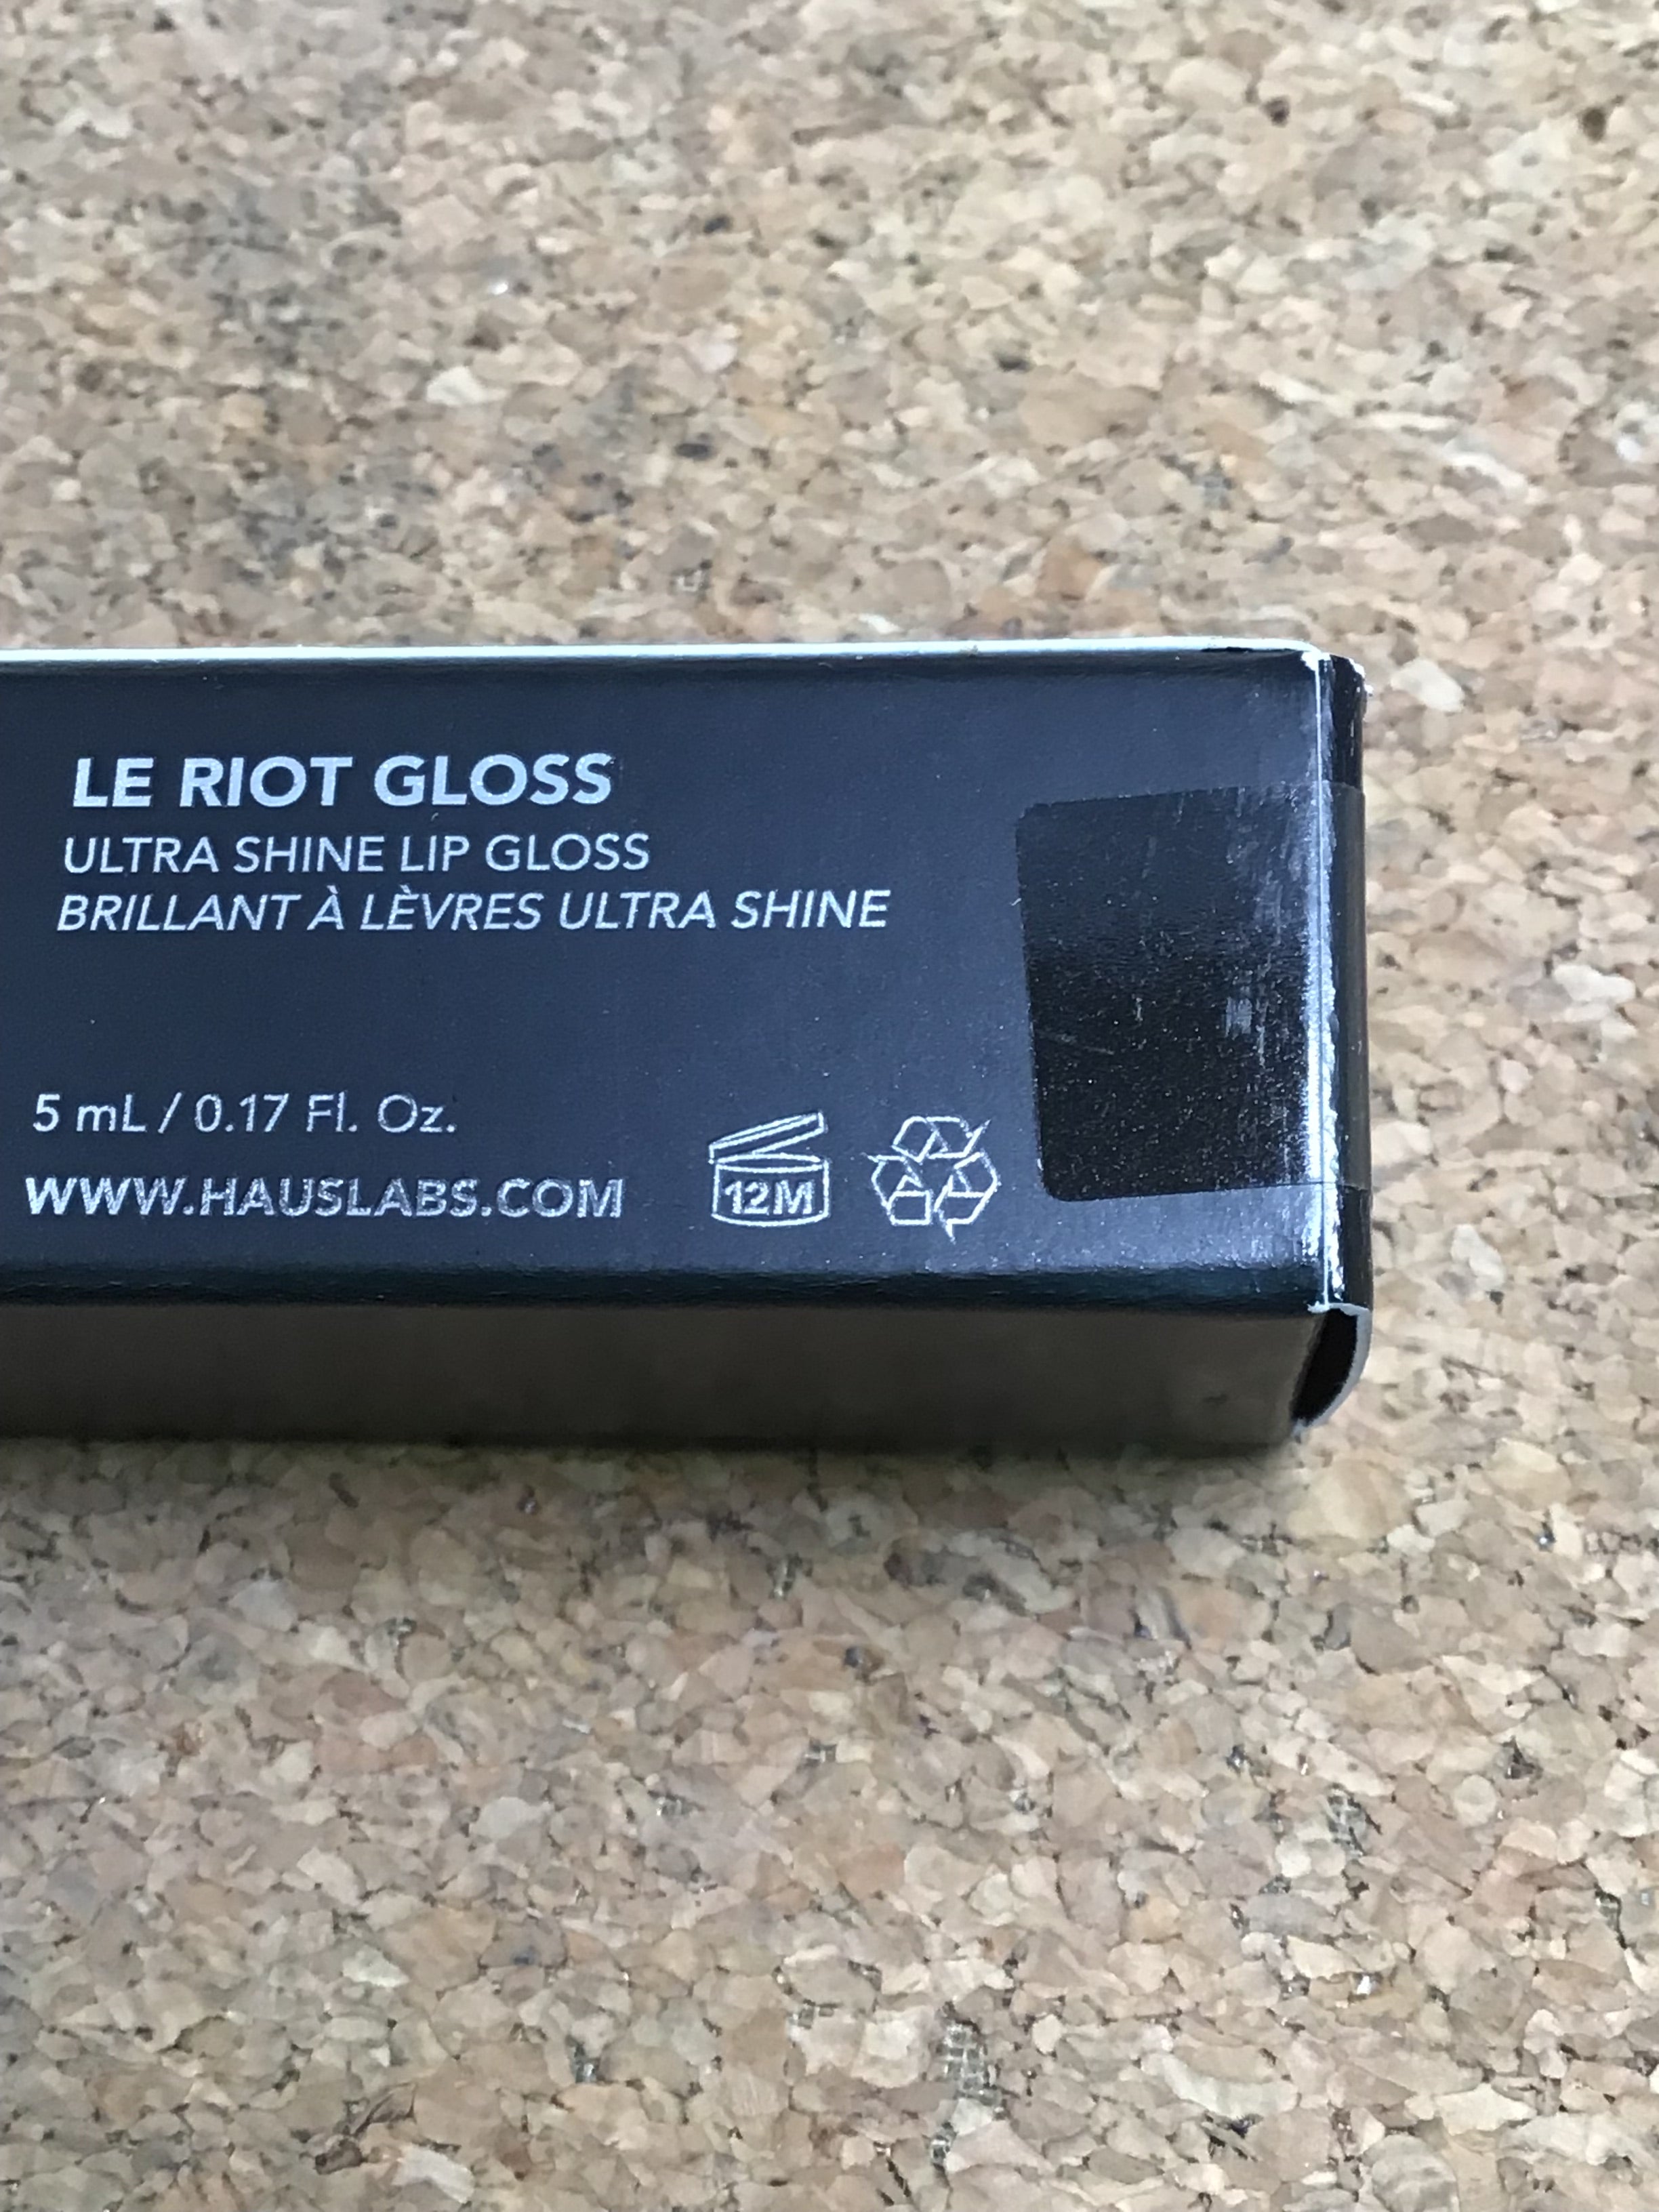 LE RIOT GLOSS
ULTRA SHINE LIP GLOSS
BRILLANT À LÈVRES ULTRA SHINE
5 mL / 0.17 Fl. Oz.
WWW.HAUSLABS.COM
12M